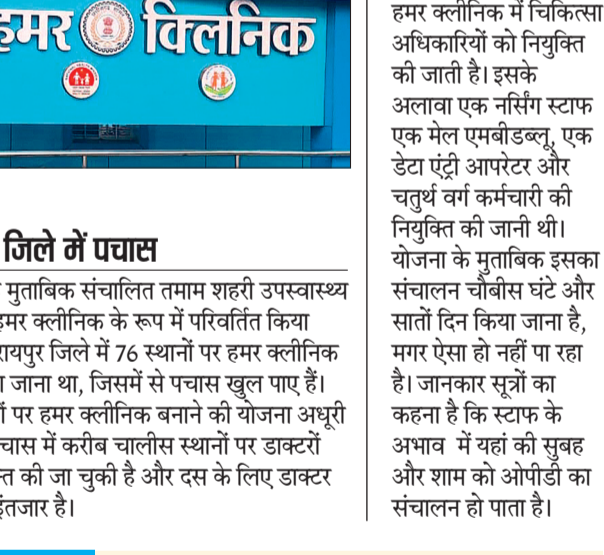 हमर क्लिनिक
जिले में पचास
मुताबिक संचालित तमाम शहरी उपस्वास्थ्य
हमर क्लीनिक के रूप में परिवर्तित किया
रायपुर जिले में 76 स्थानों पर हमर क्लीनिक
जाना था, जिसमें से पचास खुल पाए हैं।
पर हमर क्लीनिक बनाने की योजना अधूरी
चास में करीब चालीस स्थानों पर डाक्टरों
की जा चुकी है और दस के लिए डाक्टर
इंतजार है।
हमर क्लीनिक में चिकित्सा
अधिकारियों को नियुक्ति
की जाती है। इसके
अलावा एक नर्सिंग स्टाफ
एक मेल एमबीडब्लू, एक
डेटा एंट्री आपरेटर और
चतुर्थ वर्ग कर्मचारी की
नियुक्ति की जानी थी।
योजना के मुताबिक इसका
संचालन चौबीस घंटे और
सातों दिन किया जाना है,
मगर ऐसा हो नहीं पा रहा
है। जानकार सूत्रों का
कहना है कि स्टाफ के
अभाव में यहां की सुबह
और शाम को ओपीडी का
संचालन हो पाता है।